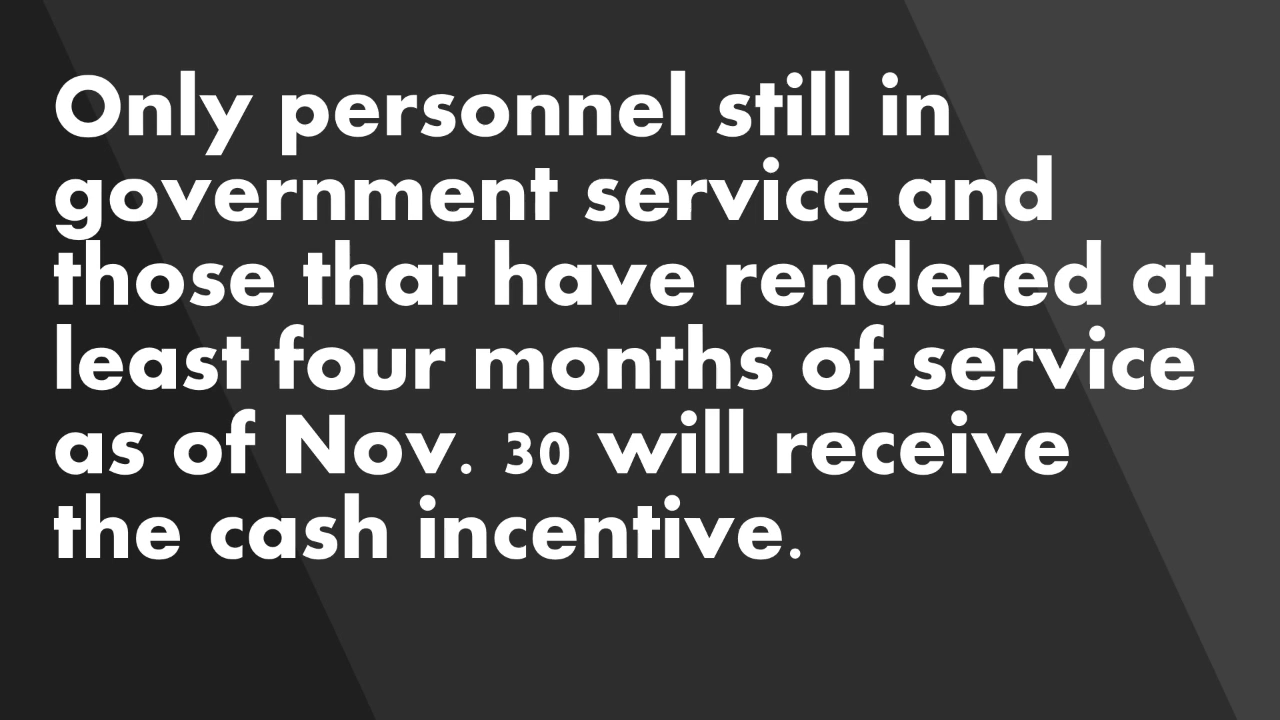 Only personnel still in
government service and
those that have rendered at
least four months of service
as of Nov. 30 will receive
the cash incentive.